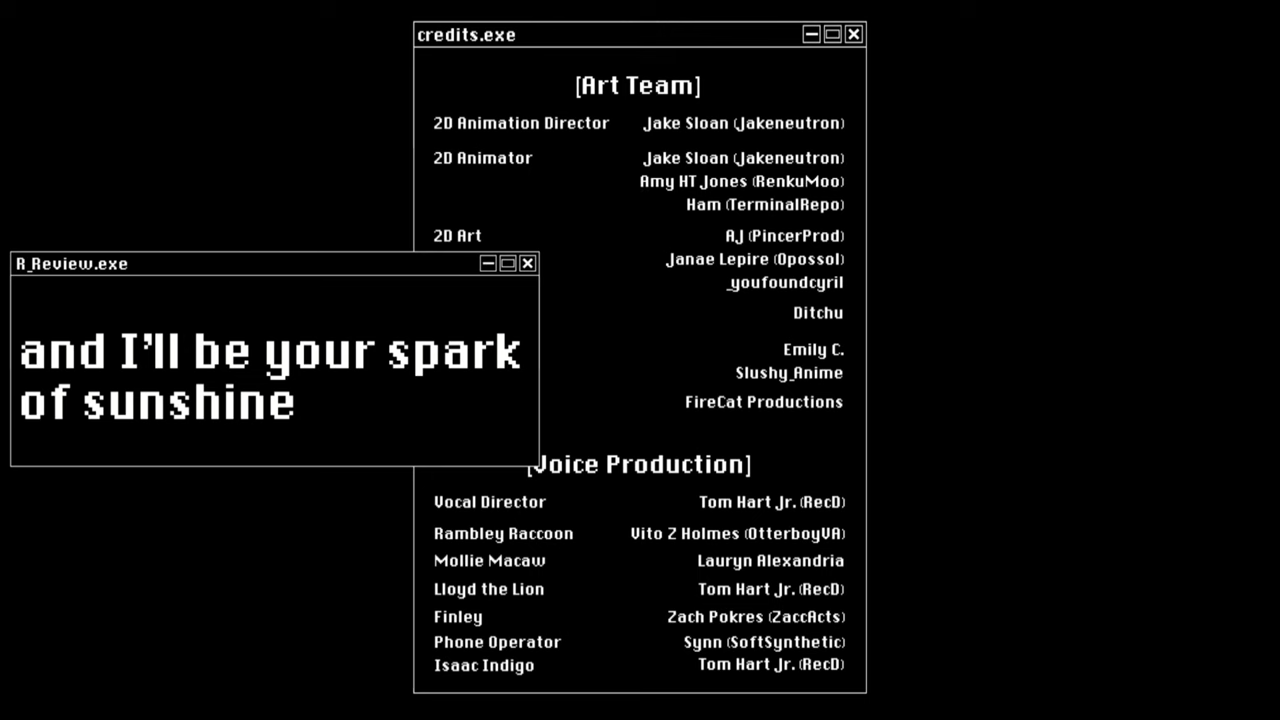 credits.exe
[Art Team]
2D Animation Director Jake Sloan (Jakeneutron)
2D Animator Jake Sloan (Jakeneutron)
Amy HT Jones (RenkuMoo)
Ham (TerminalRepo)
2D Art AJ (PincerProd)
Janae Lepire (Opossol)
_youfoundcyril
Ditchu
Emily C.
Slushy_Anime
FireCat Productions
R_Review.exe
and I'll be your spark
of sunshine
[Voice Production]
Vocal Director Tom Hart Jr. (RecD)
Rambley Raccoon Vito Z Holmes (OtterboyVA)
Mollie Macaw Lauryn Alexandria
Lloyd the Lion Tom Hart Jr. (RecD)
Finley Zach Pokres (ZaccActs)
Phone Operator Synn (SoftSynthetic)
Isaac Indigo Tom Hart Jr. (RecD)